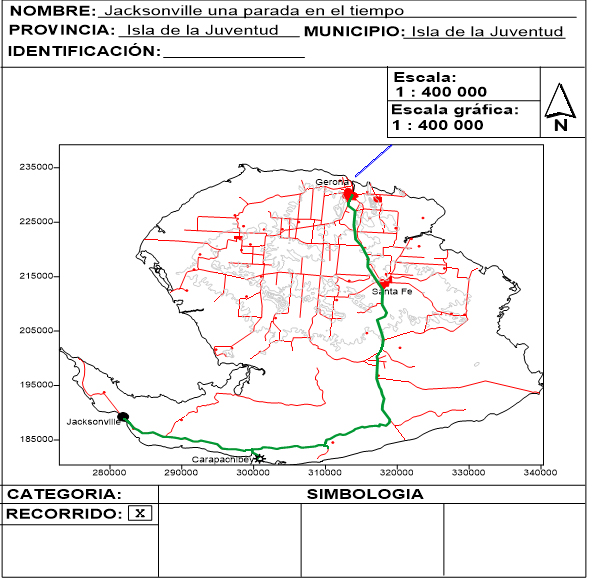 NOMBRE: Jacksonville una parada en el tiempo
PROVINCIA: Isla de la Juventud MUNICIPIO: Isla de la Juventud
IDENTIFICACIÓN:
Escala:
1 : 400 000
Escala gráfica:
1 : 400 000
N
235000
225000
215000
205000
195000
185000
Gerona
Santa Fe
Jacksonville
Carapachibey
280000 290000 300000 310000 320000 330000 340000
CATEGORIA: SIMBOLOGIA
RECORRIDO: X